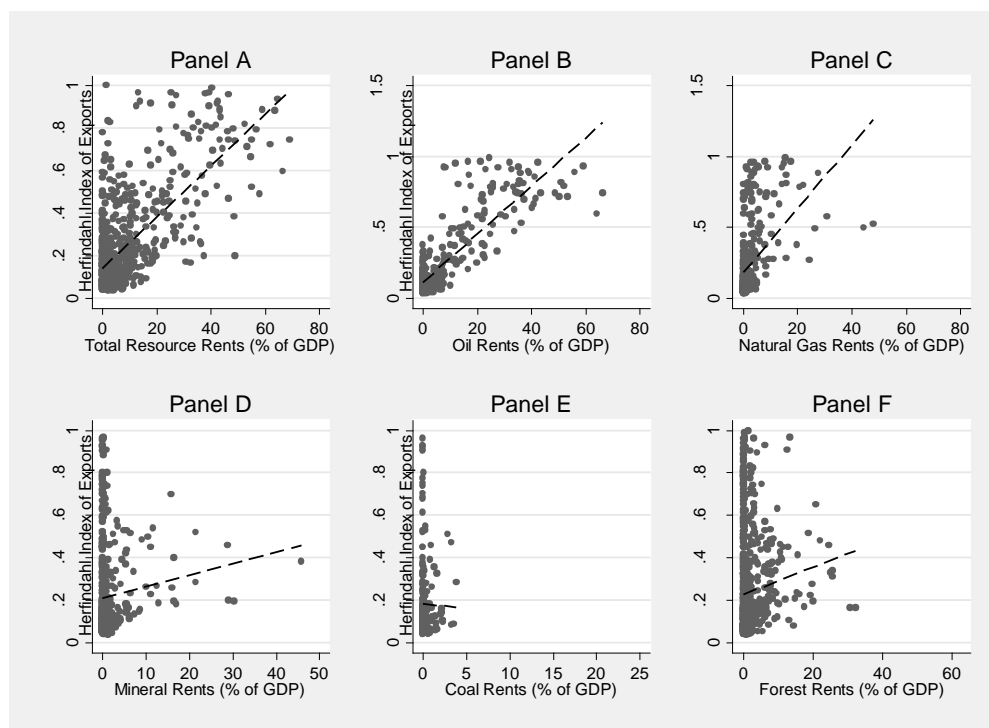 Panel A
Herfindahl Index of Exports
0 .2 .4 .6 .8 1
0 20 40 60 80
Total Resource Rents (% of GDP)
Panel B
Herfindahl Index of Exports
0 .5 1 1.5
0 20 40 60 80
Oil Rents (% of GDP)
Panel C
0 .5 1 1.5
0 20 40 60 80
Natural Gas Rents (% of GDP)
Panel D
Herfindahl Index of Exports
0 .2 .4 .6 .8 1
0 10 20 30 40 50
Mineral Rents (% of GDP)
Panel E
Herfindahl Index of Exports
0 .2 .4 .6 .8 1
0 5 10 15 20 25
Coal Rents (% of GDP)
Panel F
0 .2 .4 .6 .8 1
0 20 40 60
Forest Rents (% of GDP)